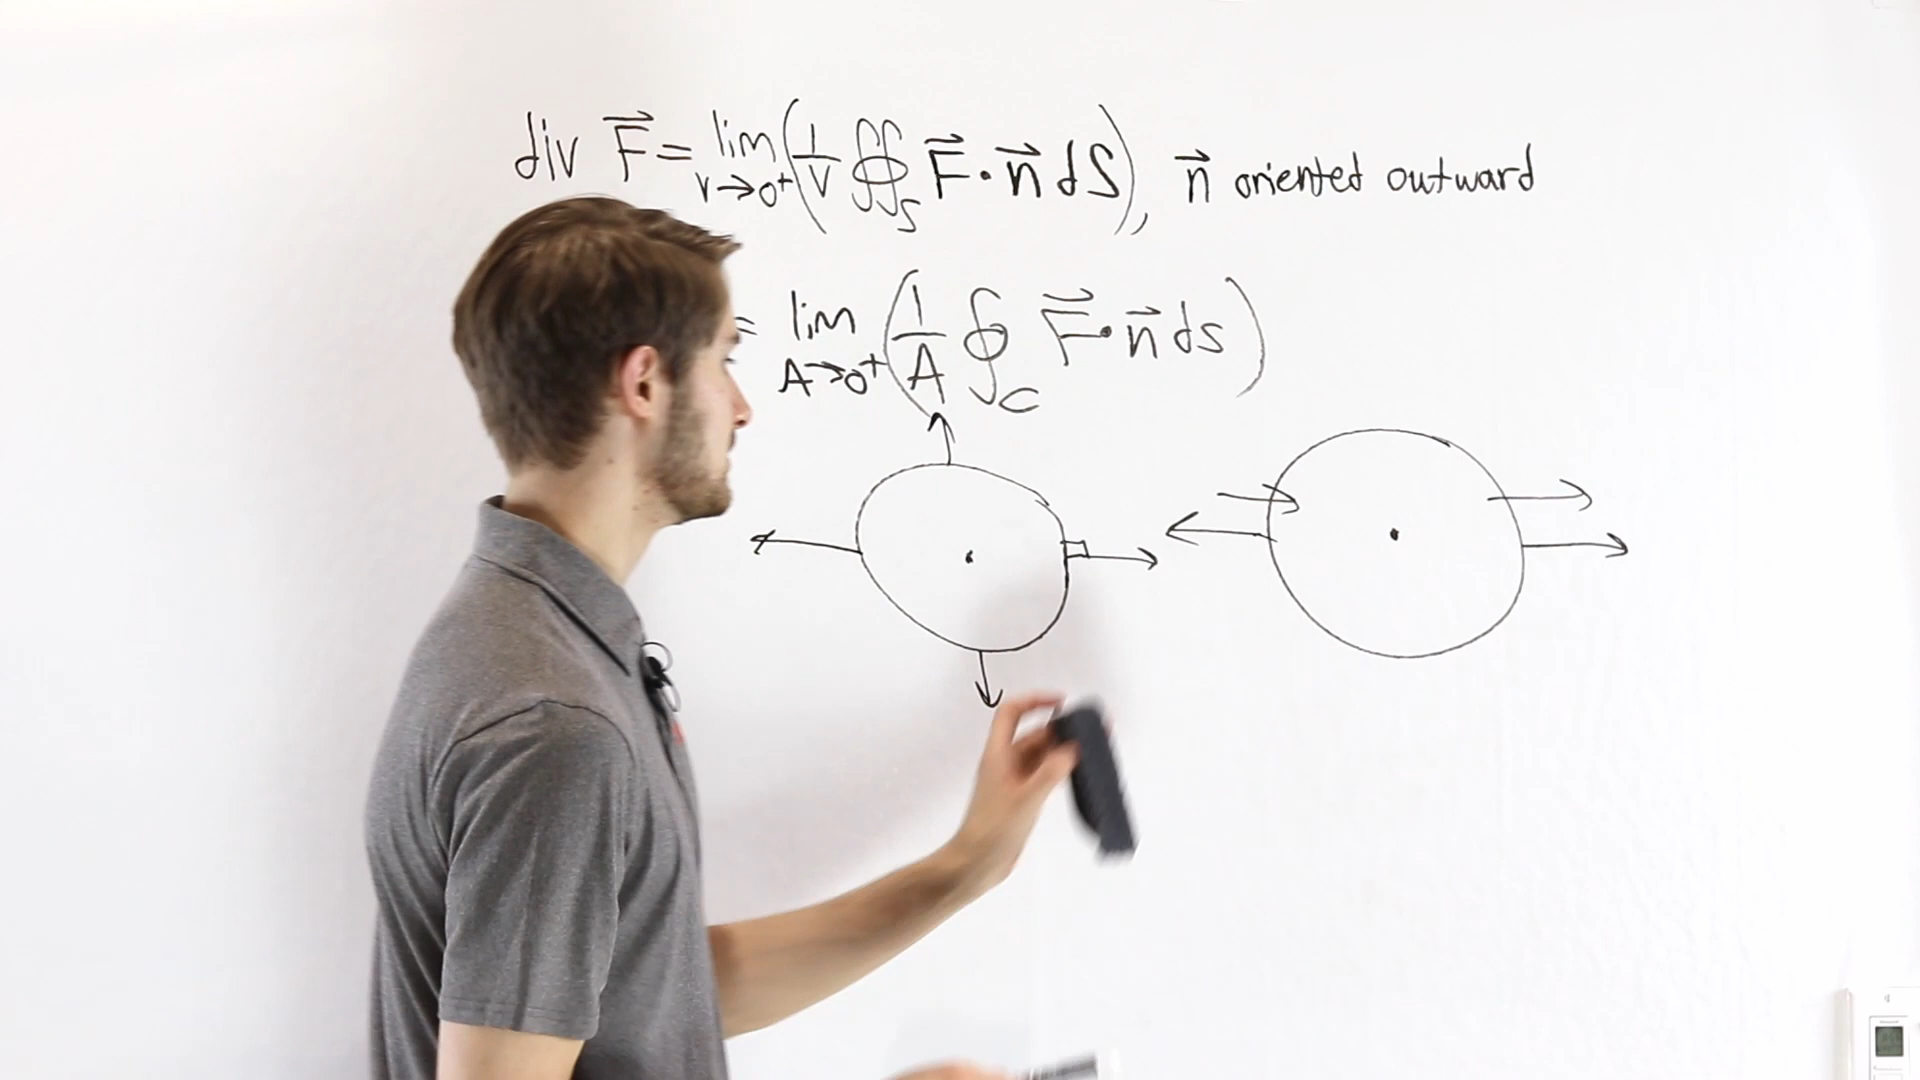 div F⃗ = lim V→0⁺ (1/V ∯_S F⃗ · n⃗ dS), n⃗ oriented outward
= lim A→0⁺ (1/A ∮_C F⃗ · n⃗ ds)